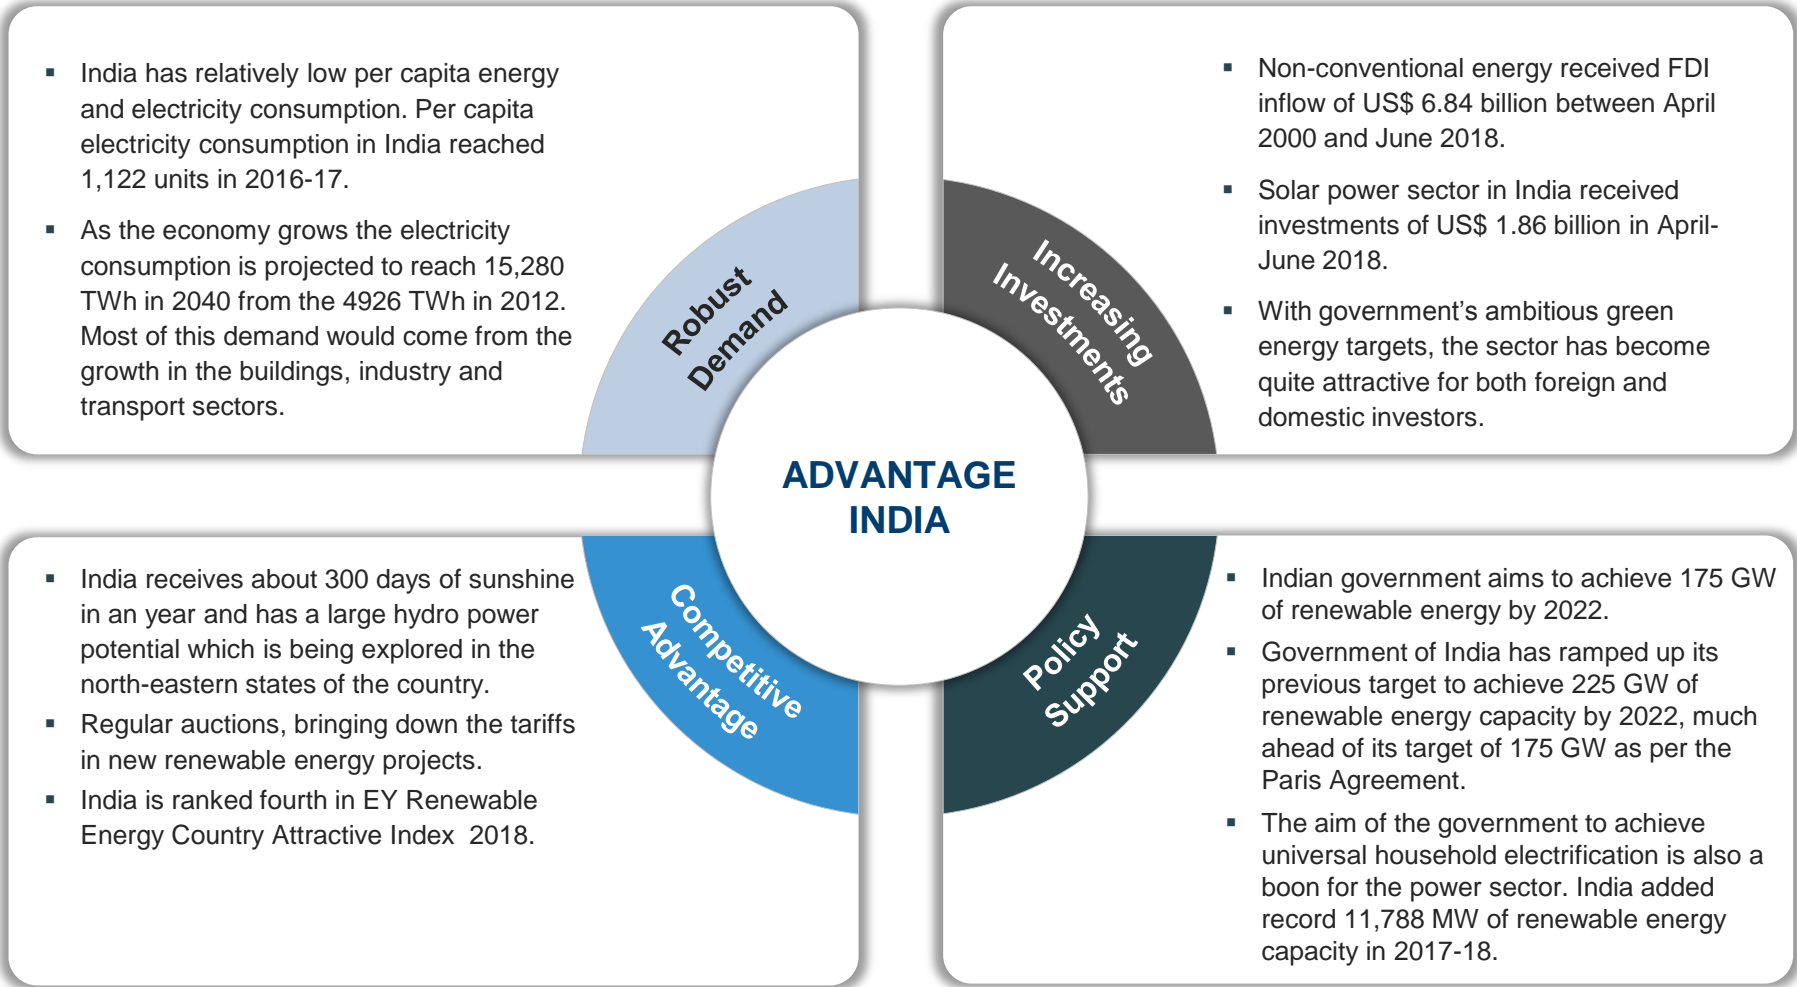 ▪ India has relatively low per capita energy
and electricity consumption. Per capita
electricity consumption in India reached
1,122 units in 2016-17.
▪ As the economy grows the electricity
consumption is projected to reach 15,280
TWh in 2040 from the 4926 TWh in 2012.
Most of this demand would come from the
growth in the buildings, industry and
transport sectors.
Robust
Demand
▪ Non-conventional energy received FDI
inflow of US$ 6.84 billion between April
2000 and June 2018.
▪ Solar power sector in India received
investments of US$ 1.86 billion in April-
June 2018.
▪ With government’s ambitious green
energy targets, the sector has become
quite attractive for both foreign and
domestic investors.
Increasing
Investments
ADVANTAGE
INDIA
▪ India receives about 300 days of sunshine
in an year and has a large hydro power
potential which is being explored in the
north-eastern states of the country.
▪ Regular auctions, bringing down the tariffs
in new renewable energy projects.
▪ India is ranked fourth in EY Renewable
Energy Country Attractive Index  2018.
Competitive
Advantage
▪ Indian government aims to achieve 175 GW
of renewable energy by 2022.
▪ Government of India has ramped up its
previous target to achieve 225 GW of
renewable energy capacity by 2022, much
ahead of its target of 175 GW as per the
Paris Agreement.
▪ The aim of the government to achieve
universal household electrification is also a
boon for the power sector. India added
record 11,788 MW of renewable energy
capacity in 2017-18.
Policy
Support